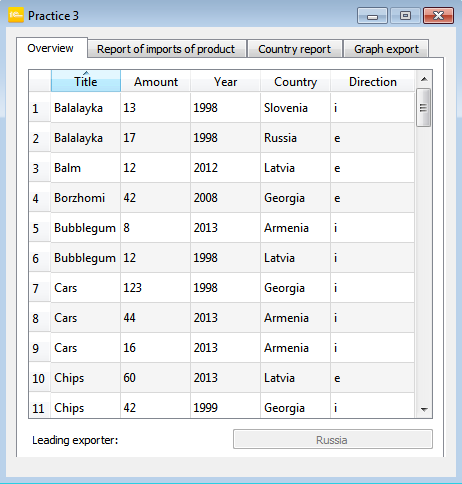 Practice 3
Overview Report of imports of product Country report Graph export
Title Amount Year Country Direction
1 Balalayka 13 1998 Slovenia i
2 Balalayka 17 1998 Russia e
3 Balm 12 2012 Latvia e
4 Borzhomi 42 2008 Georgia e
5 Bubblegum 8 2013 Armenia i
6 Bubblegum 12 1998 Latvia i
7 Cars 123 1998 Georgia i
8 Cars 44 2013 Armenia i
9 Cars 16 2013 Armenia i
10 Chips 60 2013 Latvia e
11 Chips 42 1999 Georgia i
Leading exporter: Russia